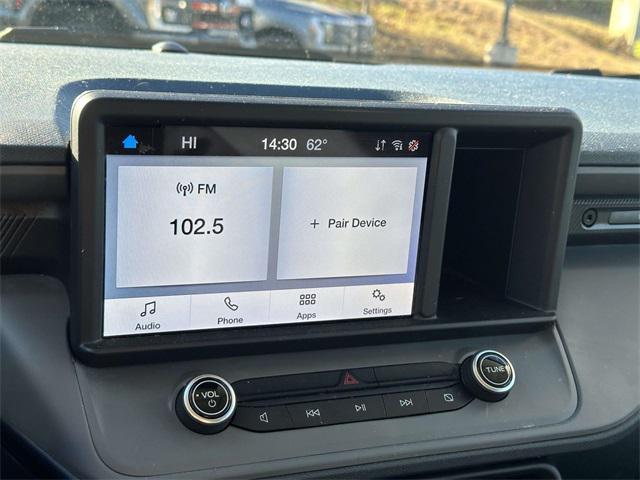 HI 14:30 62°
FM
102.5
+ Pair Device
Audio Phone Apps Settings
VOL
TUNE